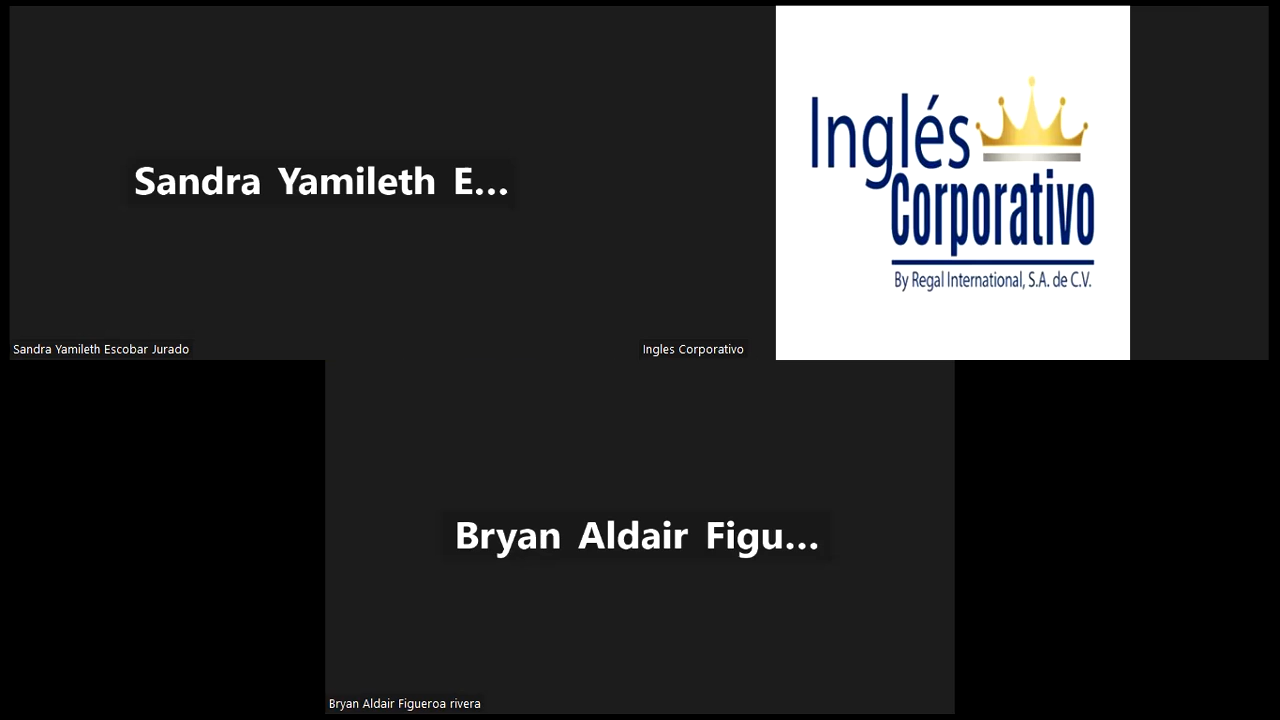 Sandra Yamileth E...
Sandra Yamileth Escobar Jurado
Inglés
Corporativo
By Regal International, S.A. de C.V.
Ingles Corporativo
Bryan Aldair Figu...
Bryan Aldair Figueroa rivera